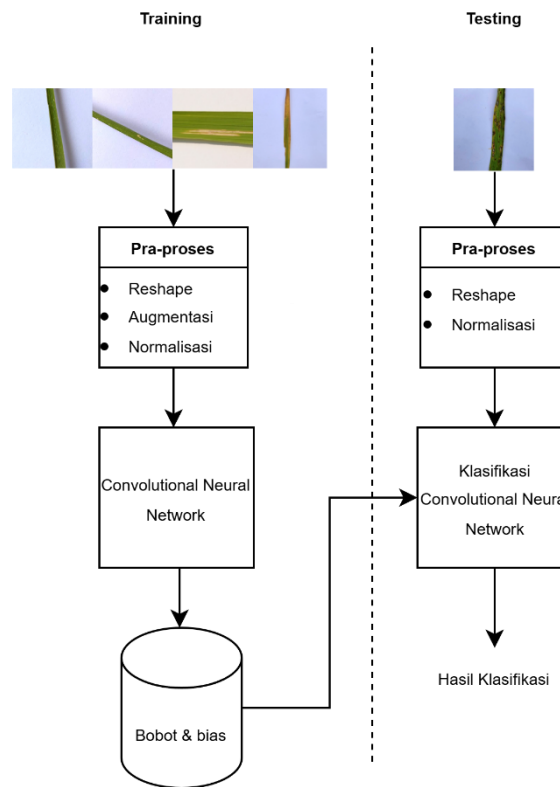 Training
Testing
Pra-proses
Reshape
Augmentasi
Normalisasi
Pra-proses
Reshape
Normalisasi
Convolutional Neural
Network
Klasifikasi
Convolutional Neura
Network
Bobot & bias
Hasil Klasifikasi